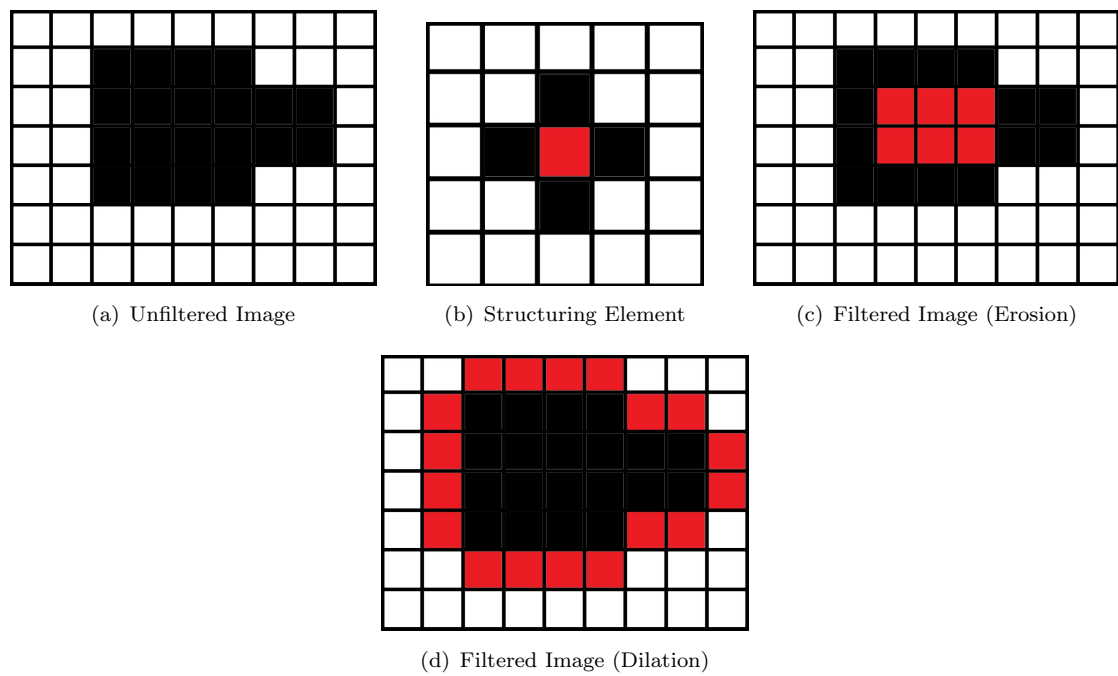 (a) Unfiltered Image
(b) Structuring Element
(c) Filtered Image (Erosion)
(d) Filtered Image (Dilation)